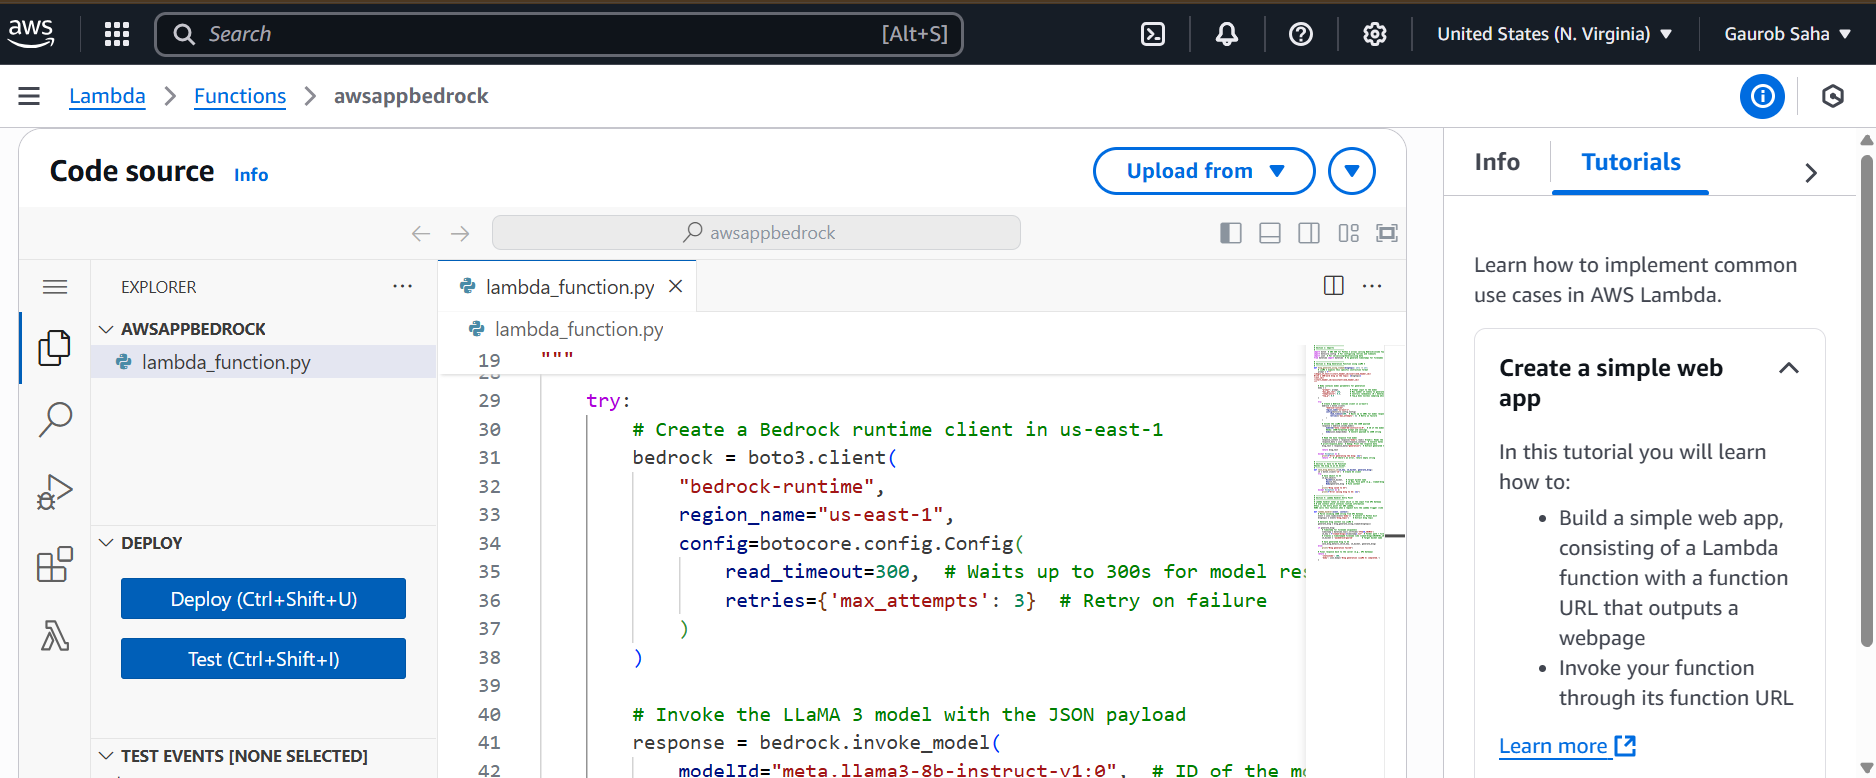 aws
Search [Alt+S]
United States (N. Virginia)
Gaurob Saha
Lambda
Functions
awsappbedrock
Code source
Info
Upload from
awsappbedrock
EXPLORER
AWSAPPBEDROCK
lambda_function.py
DEPLOY
Deploy (Ctrl+Shift+U)
Test (Ctrl+Shift+I)
TEST EVENTS [NONE SELECTED]
lambda_function.py
lambda_function.py
19 """
29 try:
30 # Create a Bedrock runtime client in us-east-1
31 bedrock = boto3.client(
32 "bedrock-runtime",
33 region_name="us-east-1",
34 config=botocore.config.Config(
35 read_timeout=300,  # Waits up to 300s for model res
36 retries={'max_attempts': 3}  # Retry on failure
37 )
38 )
39
40 # Invoke the LLaMA 3 model with the JSON payload
41 response = bedrock.invoke_model(
42 modelId="meta.llama3-8b-instruct-v1:0",  # ID of the mo
Info
Tutorials
Learn how to implement common
use cases in AWS Lambda.
Create a simple web
app
In this tutorial you will learn
how to:
• Build a simple web app,
consisting of a Lambda
function with a function
URL that outputs a
webpage
• Invoke your function
through its function URL
Learn more